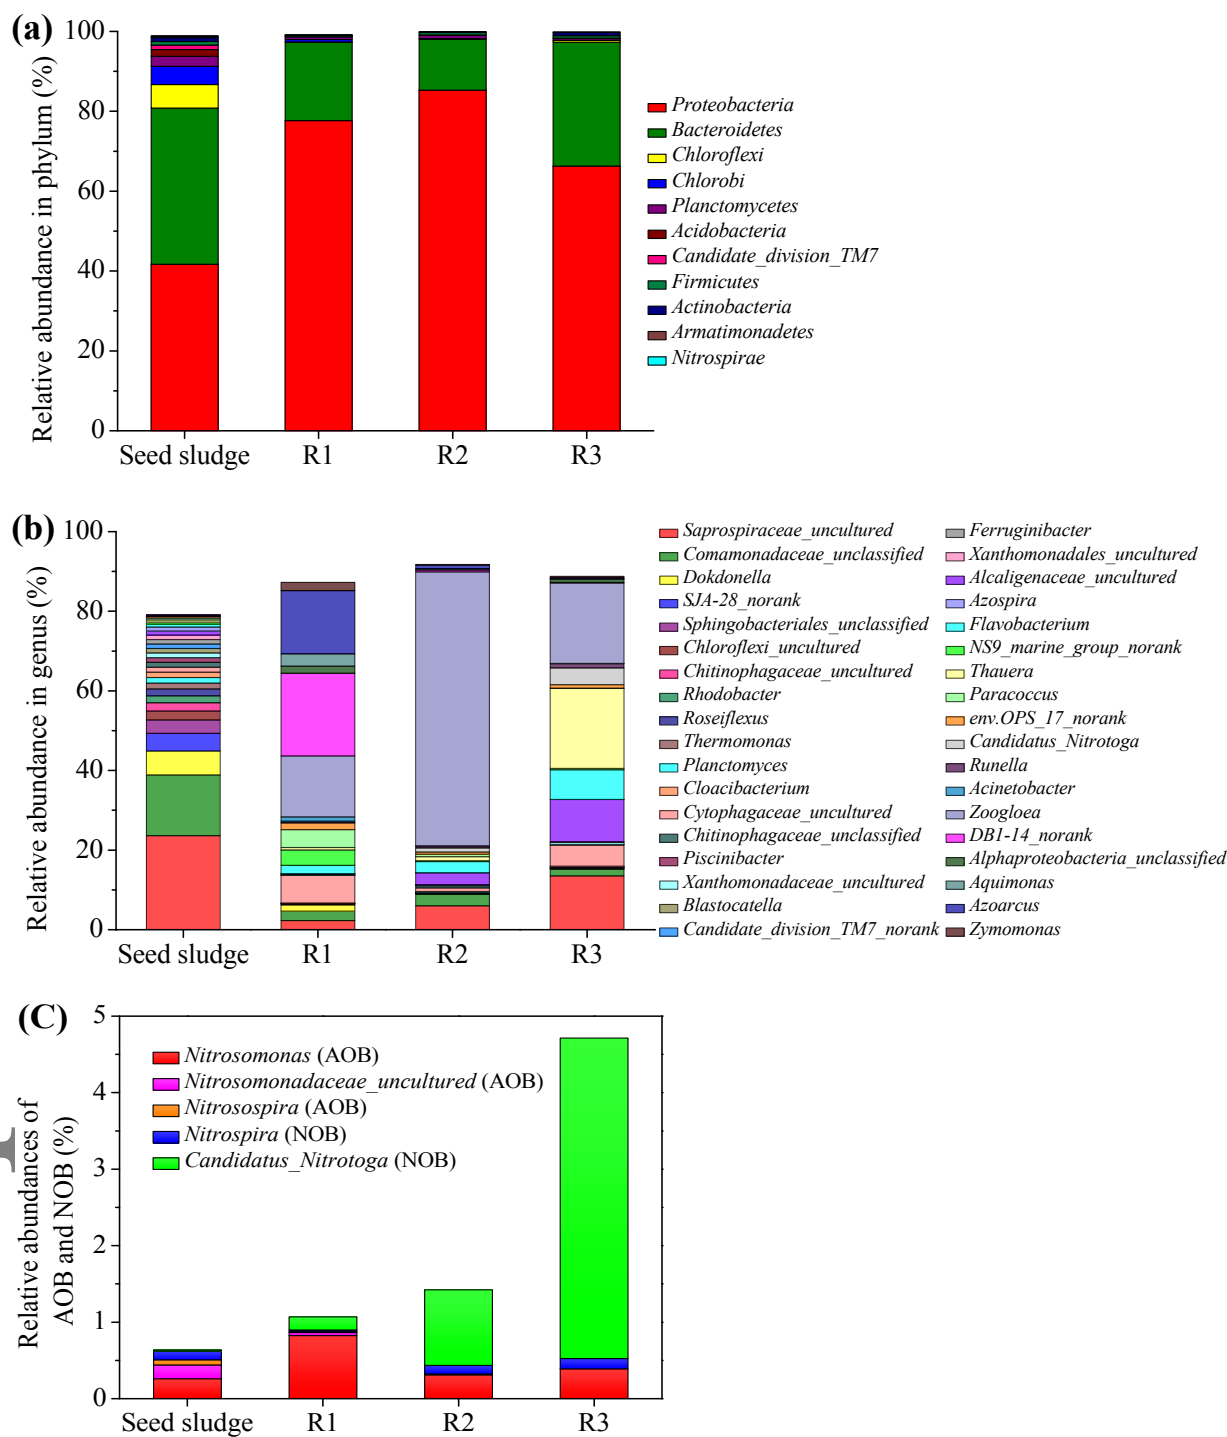 (a)
Relative abundance in phylum (%)
100
80
60
40
20
0
Seed sludge R1 R2 R3
Proteobacteria
Bacteroidetes
Chloroflexi
Chlorobi
Planctomycetes
Acidobacteria
Candidate_division_TM7
Firmicutes
Actinobacteria
Armatimonadetes
Nitrospirae
(b)
Relative abundance in genus (%)
100
80
60
40
20
0
Seed sludge R1 R2 R3
Saprospiraceae_uncultured
Comamonadaceae_unclassified
Dokdonella
SJA-28_norank
Sphingobacteriales_unclassified
Chloroflexi_uncultured
Chitinophagaceae_uncultured
Rhodobacter
Roseiflexus
Thermomonas
Planctomyces
Cloacibacterium
Cytophagaceae_uncultured
Chitinophagaceae_unclassified
Piscinibacter
Xanthomonadaceae_uncultured
Blastocatella
Candidate_division_TM7_norank
Ferruginibacter
Xanthomonadales_uncultured
Alcaligenaceae_uncultured
Azospira
Flavobacterium
NS9_marine_group_norank
Thauera
Paracoccus
env.OPS_17_norank
Candidatus_Nitrotoga
Runella
Acinetobacter
Zoogloea
DB1-14_norank
Alphaproteobacteria_unclassified
Aquimonas
Azoarcus
Zymomonas
(C)
Relative abundances of
AOB and NOB (%)
5
4
3
2
1
0
Nitrosomonas (AOB)
Nitrosomonadaceae_uncultured (AOB)
Nitrosospira (AOB)
Nitrospira (NOB)
Candidatus_Nitrotoga (NOB)
Seed sludge R1 R2 R3